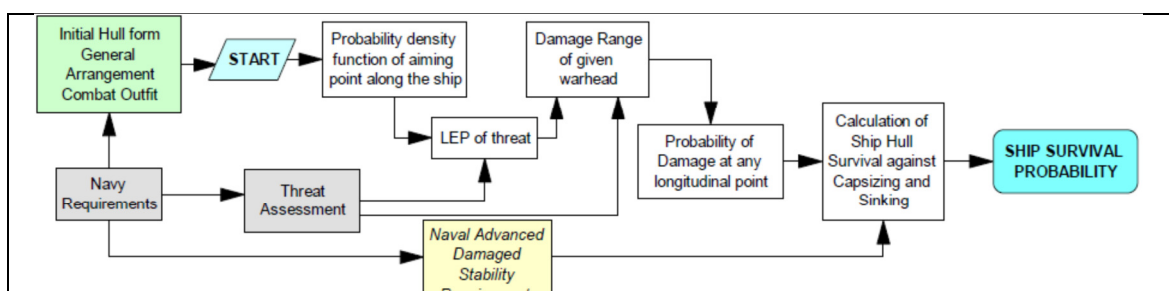 Initial Hull form
General
Arrangement
Combat Outfit
START
Probability density
function of aiming
point along the ship
Damage Range
of given
warhead
LEP of threat
Probability of
Damage at any
longitudinal point
Calculation of
Ship Hull
Survival against
Capsizing and
Sinking
SHIP SURVIVAL
PROBABILITY
Navy
Requirements
Threat
Assessment
Naval Advanced
Damaged
Stability